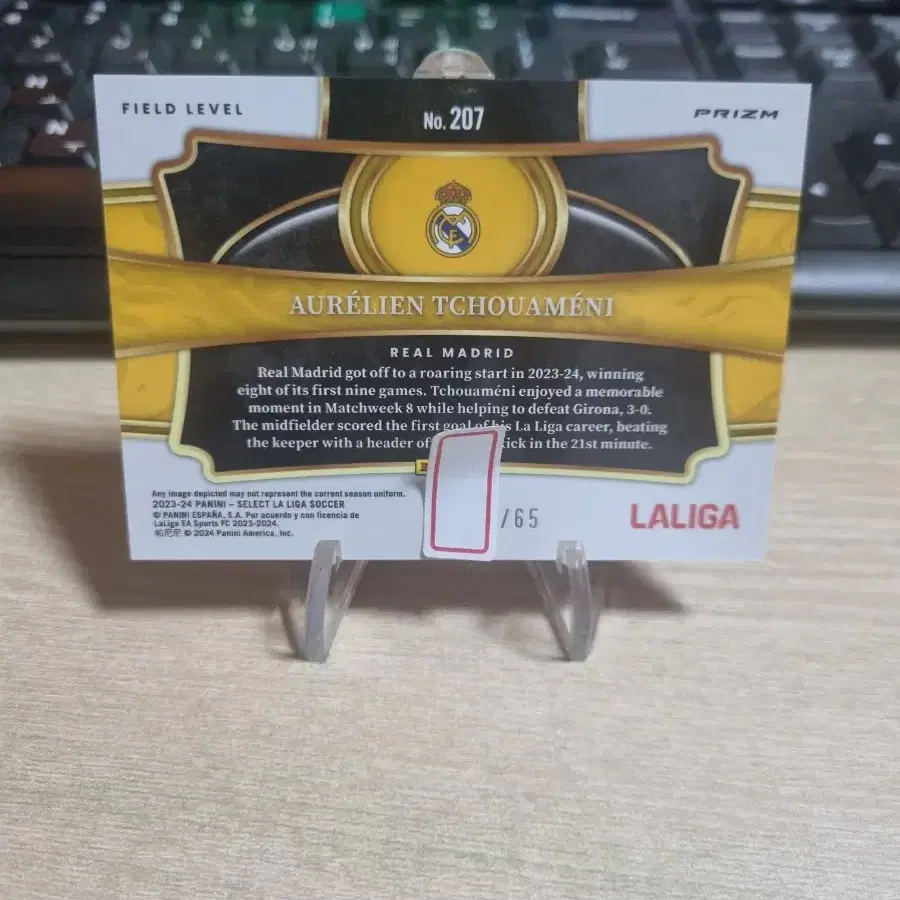 FIELD LEVEL
No. 207
PRIZM
AURÉLIEN TCHOUAMÉNI
REAL MADRID
Real Madrid got off to a roaring start in 2023-24, winning
eight of its first nine games. Tchouaméni enjoyed a memorable
moment in Matchweek 8 while helping to defeat Girona, 3-0.
The midfielder scored the first goal of his La Liga career, beating
the keeper with a header of kick in the 21st minute.
Any image depicted may not represent the current season uniform.
2023-24 PANINI – SELECT LA LIGA SOCCER
© PANINI ESPAÑA, S.A. Por acuerdo y con licencia de
LaLiga EA Sports FC 2023-2024.
帕尼尼 © 2024 Panini America, Inc.
/65
LALIGA